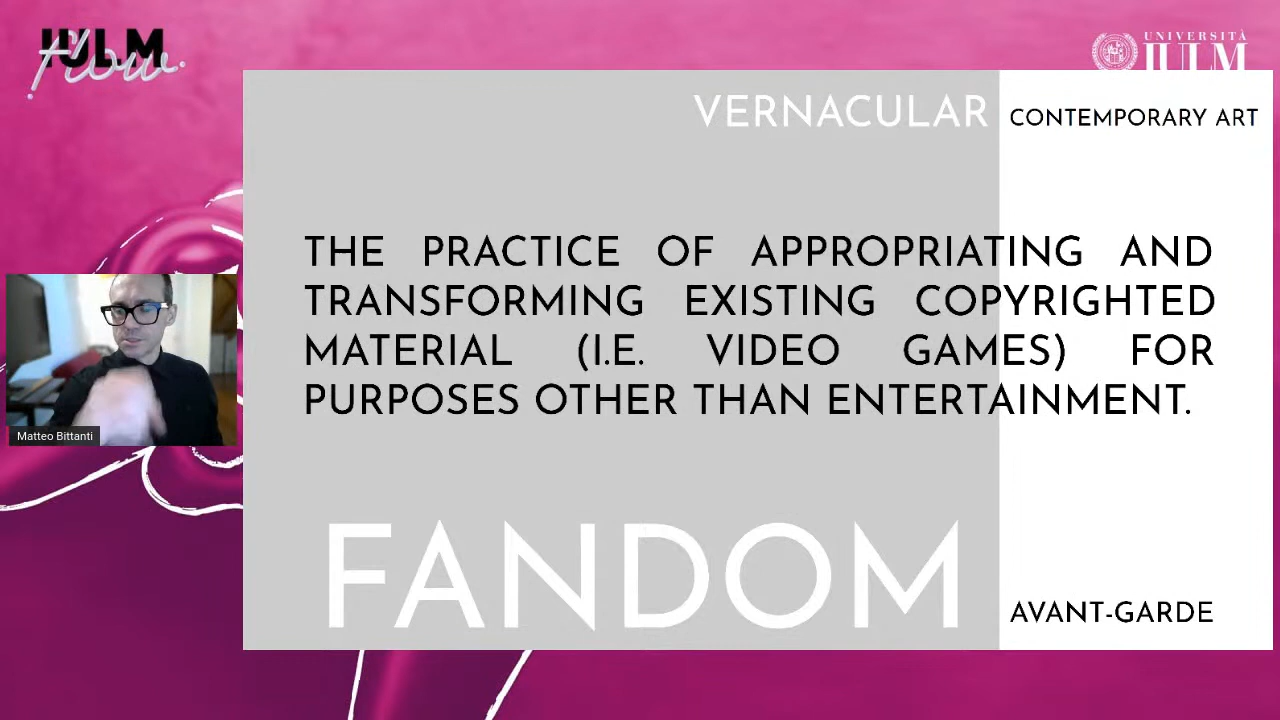 IULM
flow.
UNIVERSITÀ
IULM
VERNACULAR
CONTEMPORARY ART
THE PRACTICE OF APPROPRIATING AND
TRANSFORMING EXISTING COPYRIGHTED
MATERIAL (I.E. VIDEO GAMES) FOR
PURPOSES OTHER THAN ENTERTAINMENT.
Matteo Bittanti
FANDOM
AVANT-GARDE